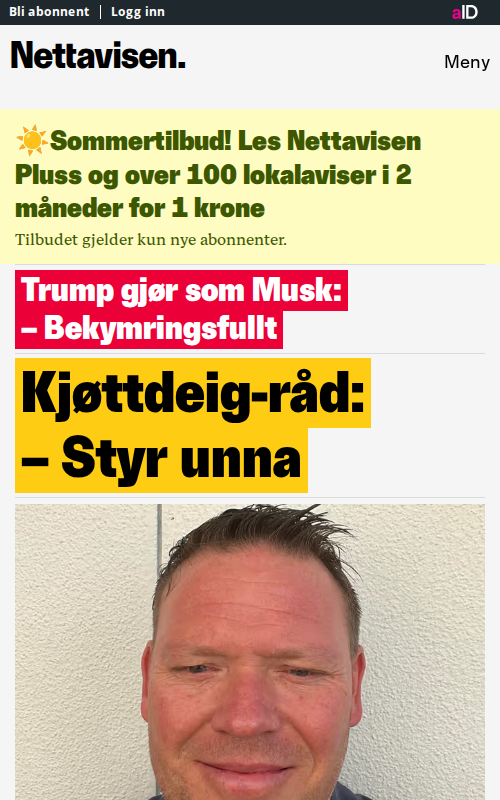 Bli abonnent | Logg inn
aID
Nettavisen.
Meny
Sommertilbud! Les Nettavisen
Pluss og over 100 lokalaviser i 2
måneder for 1 krone
Tilbudet gjelder kun nye abonnenter.
Trump gjør som Musk:
– Bekymringsfullt
Kjøttdeig-råd:
– Styr unna